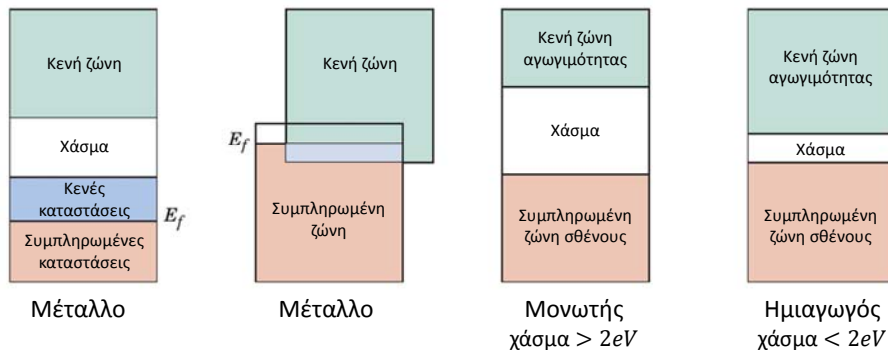 Κενή ζώνη
Χάσμα
Κενές
καταστάσεις
E_f
Συμπληρωμένες
καταστάσεις
Μέταλλο
Κενή ζώνη
E_f
Συμπληρωμένη
ζώνη
Μέταλλο
Κενή ζώνη
αγωγιμότητας
Χάσμα
Συμπληρωμένη
ζώνη σθένους
Μονωτής
χάσμα > 2eV
Κενή ζώνη
αγωγιμότητας
Χάσμα
Συμπληρωμένη
ζώνη σθένους
Ημιαγωγός
χάσμα < 2eV